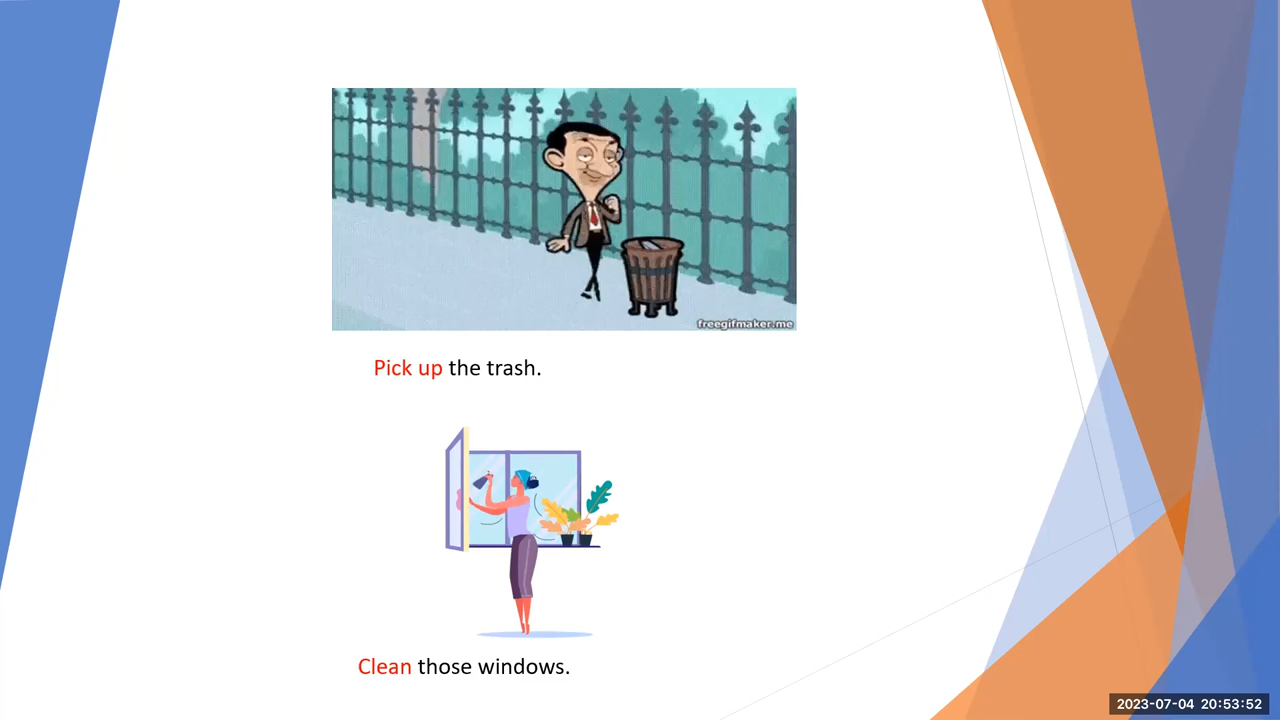 freegifmaker.me
Pick up the trash.
Clean those windows.
2023-07-04 20:53:52